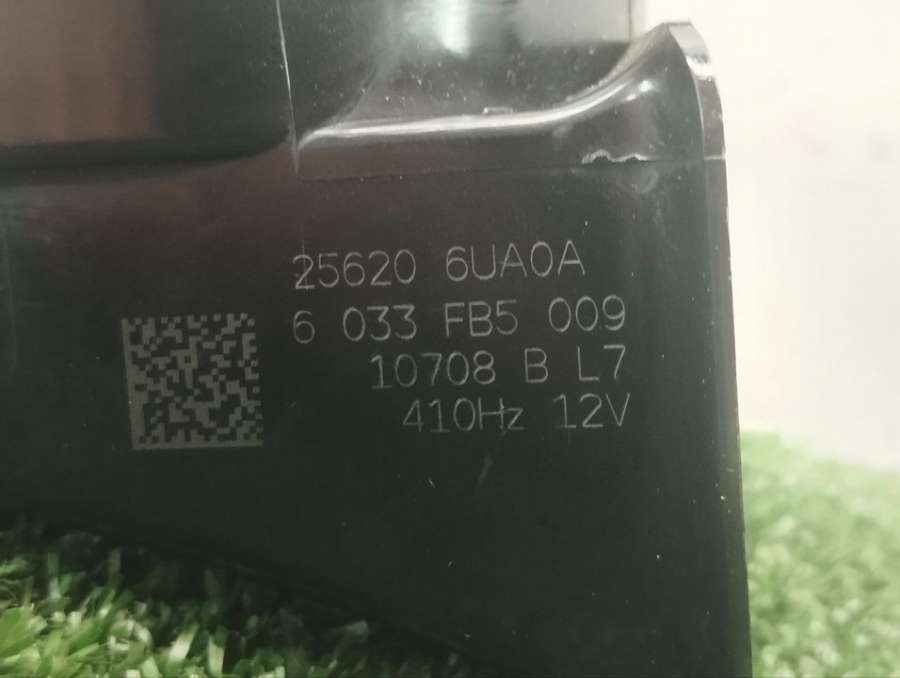 25620 6UA0A
6 033 FB5 009
10708 B L7
410Hz 12V